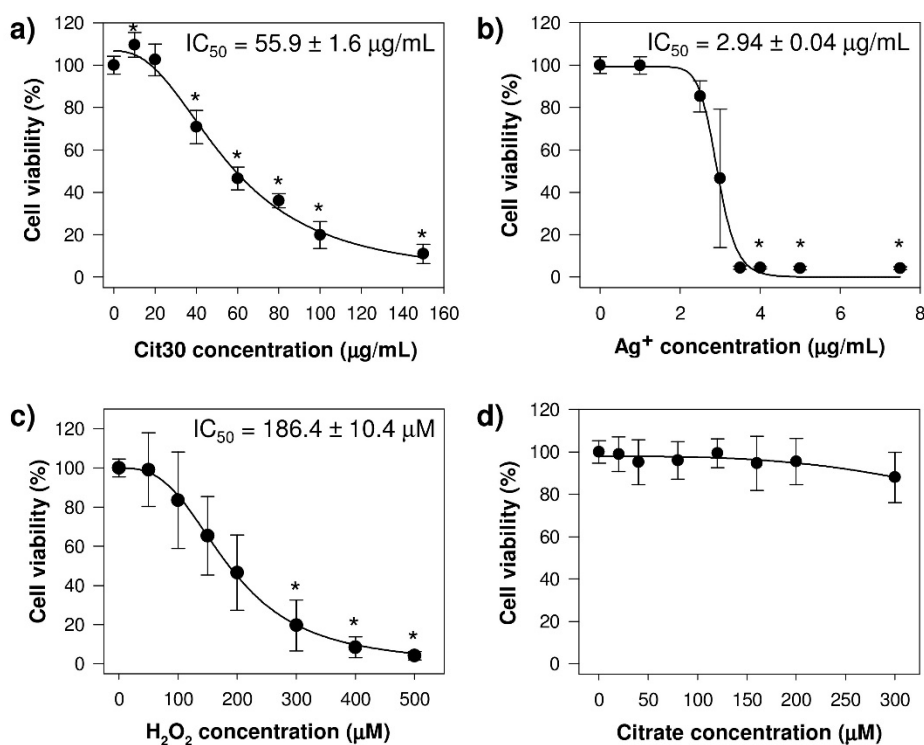 a)
IC50 = 55.9 ± 1.6 µg/mL
Cell viability (%)
120
100
80
60
40
20
0
* * * * * * *
0 20 40 60 80 100 120 140 160
Cit30 concentration (µg/mL)
b)
IC50 = 2.94 ± 0.04 µg/mL
Cell viability (%)
120
100
80
60
40
20
0
* * *
0 2 4 6 8
Ag⁺ concentration (µg/mL)
c)
IC50 = 186.4 ± 10.4 µM
Cell viability (%)
120
100
80
60
40
20
0
* * *
0 100 200 300 400 500
H₂O₂ concentration (µM)
d)
Cell viability (%)
120
100
80
60
40
20
0
0 50 100 150 200 250 300
Citrate concentration (µM)